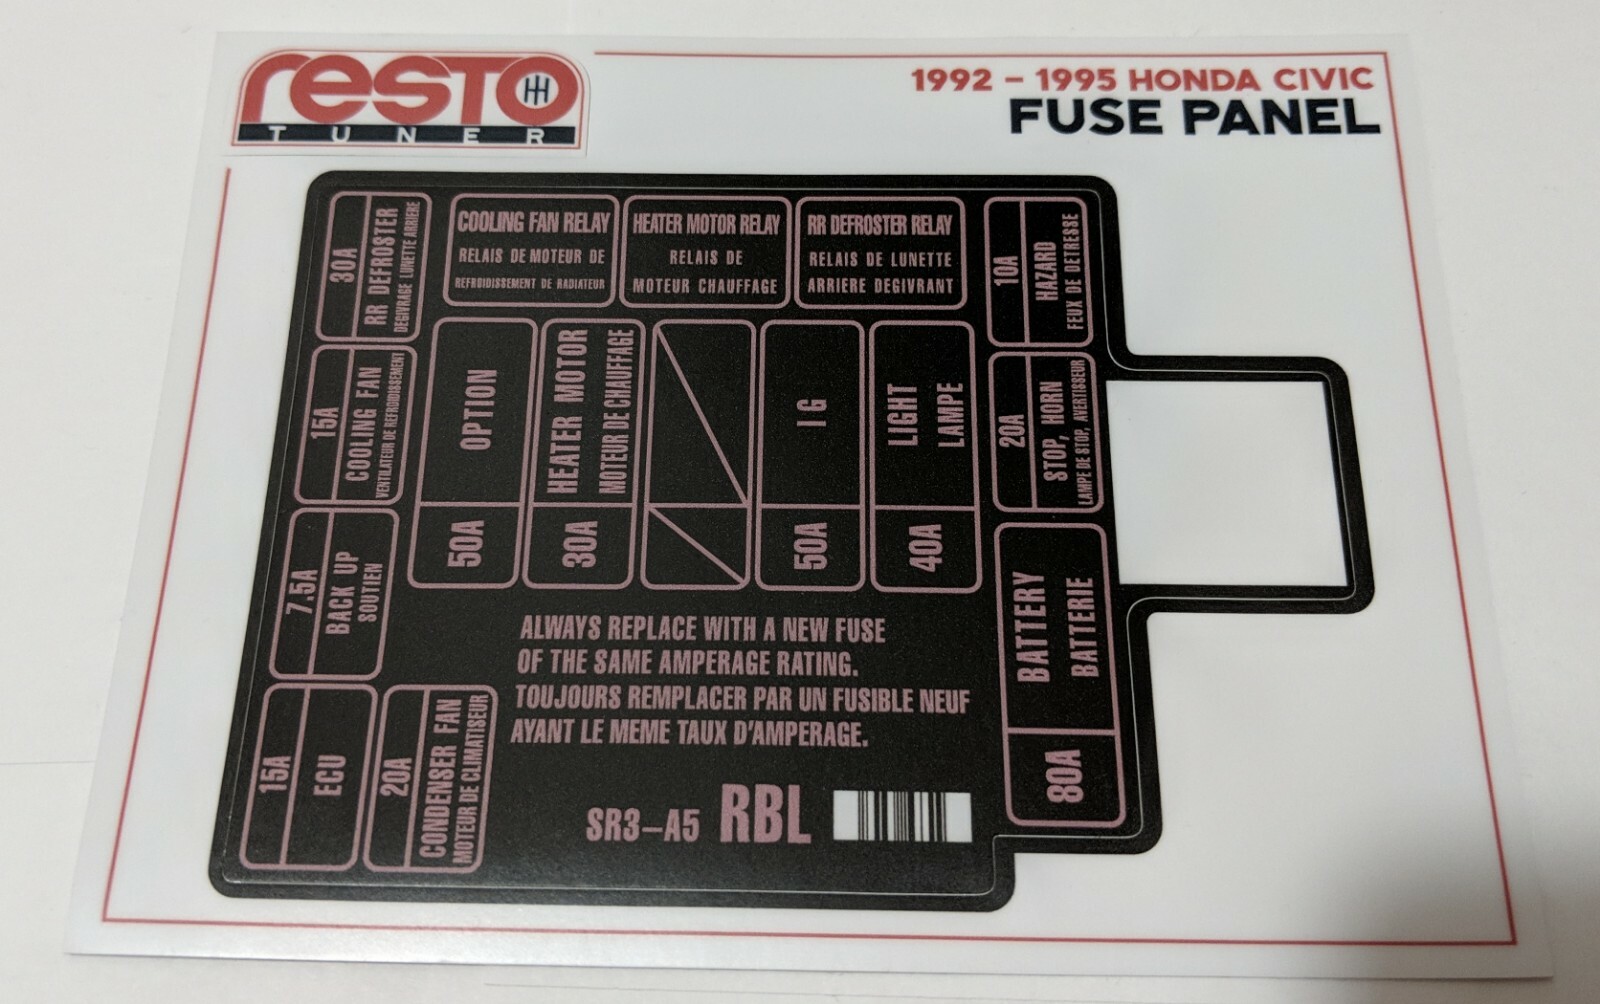 resto
TUNER
1992 – 1995 HONDA CIVIC
FUSE PANEL
30A
RR DEFROSTER
DEGIVRAGE LUNETTE ARRIERE
COOLING FAN RELAY
RELAIS DE MOTEUR DE
REFROIDISSEMENT DE RADIATEUR
HEATER MOTOR RELAY
RELAIS DE
MOTEUR CHAUFFAGE
RR DEFROSTER RELAY
RELAIS DE LUNETTE
ARRIERE DEGIVRANT
10A
HAZARD
FEUX DE DETRESSE
15A
COOLING FAN
VENTILATEUR DE REFROIDISSEMENT
OPTION
50A
HEATER MOTOR
MOTEUR DE CHAUFFAGE
30A
IG
50A
LIGHT
LAMPE
40A
20A
STOP, HORN
LAMPE DE STOP, AVERTISSEUR
7.5A
BACK UP
SOUTIEN
BATTERY
BATTERIE
80A
15A
ECU
20A
CONDENSER FAN
MOTEUR DE CLIMATISEUR
ALWAYS REPLACE WITH A NEW FUSE
OF THE SAME AMPERAGE RATING.
TOUJOURS REMPLACER PAR UN FUSIBLE NEUF
AYANT LE MEME TAUX D'AMPERAGE.
SR3–A5 RBL